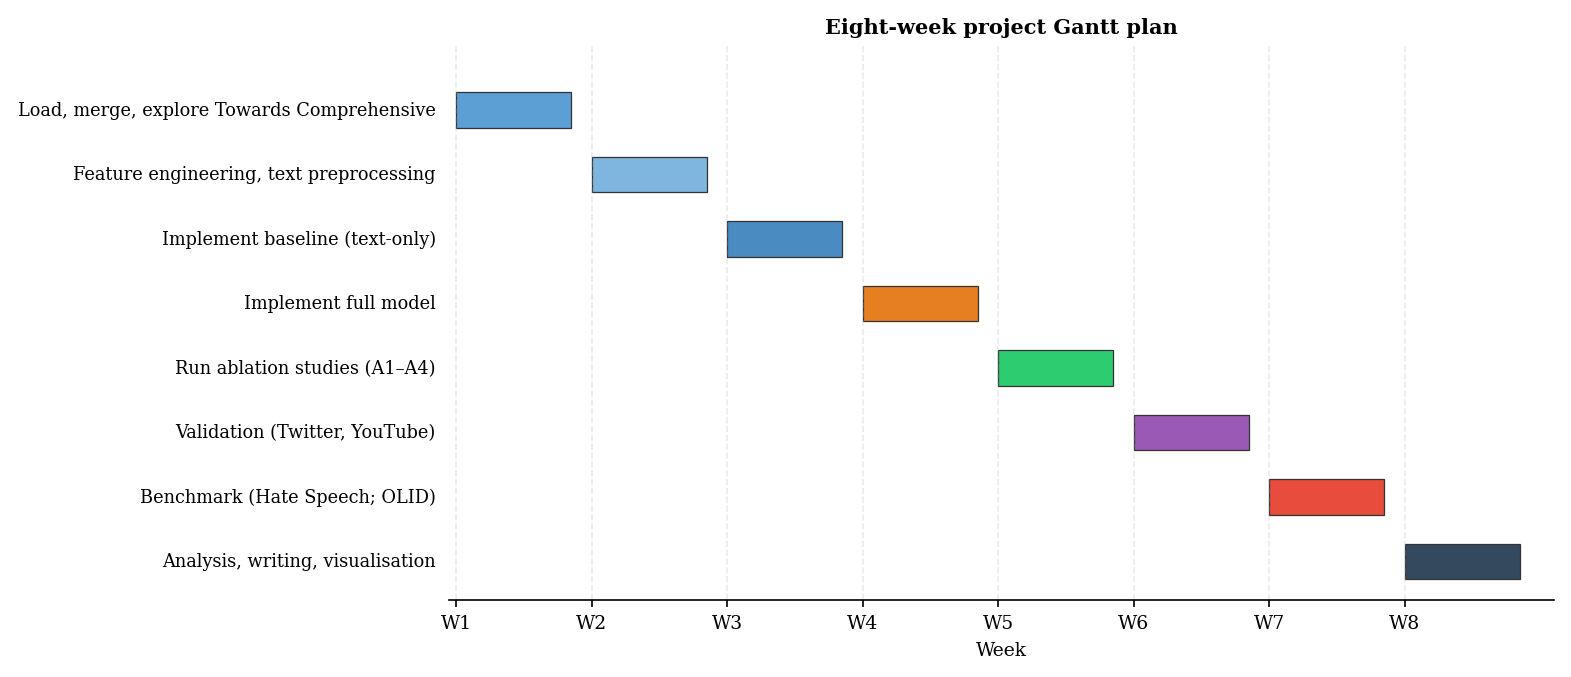 Eight-week project Gantt plan
Load, merge, explore Towards Comprehensive
Feature engineering, text preprocessing
Implement baseline (text-only)
Implement full model
Run ablation studies (A1–A4)
Validation (Twitter, YouTube)
Benchmark (Hate Speech; OLID)
Analysis, writing, visualisation
W1 W2 W3 W4 W5 W6 W7 W8
Week